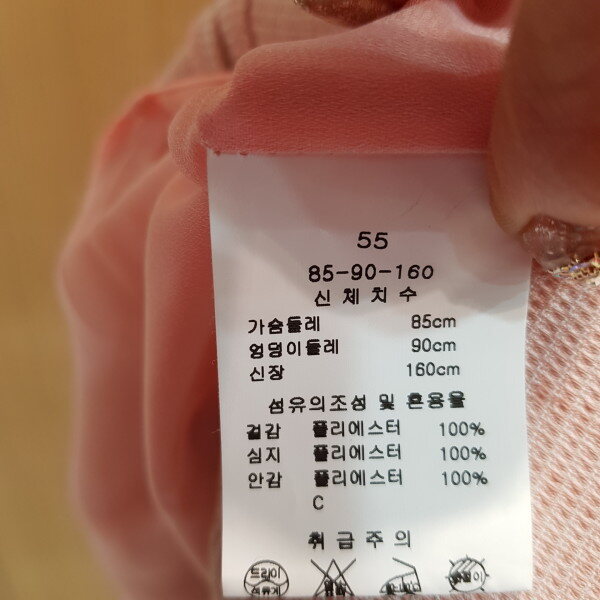 55
85-90-160
신체치수
가슴둘레 85cm
엉덩이둘레 90cm
신장 160cm
섬유의조성 및 혼용율
겉감 폴리에스터 100%
심지 폴리에스터 100%
안감 폴리에스터 100%
C
취급주의
드라이